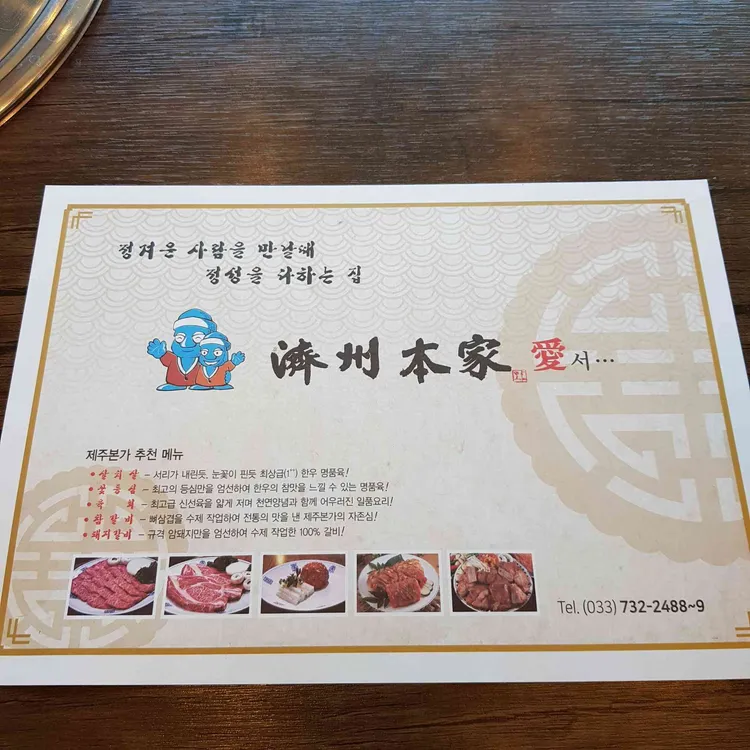 정겨운 사람을 만날때
정성을 다하는 집
濟州本家 愛서…
제주본가 추천 메뉴
• 살치살 – 서리가 내린듯, 눈꽃이 핀듯 최상급(1⁺⁺) 한우 명품육!
• 꽃등심 – 최고의 등심만을 엄선하여 한우의 참맛을 느낄 수 있는 명품육!
• 육회 – 최고급 신선육을 얇게 저며 천연양념과 함께 어우러진 일품요리!
• 참갈비 – 뼈삼겹을 수제 작업하여 전통의 맛을 낸 제주본가의 자존심!
• 돼지갈비 – 규격 암돼지만을 엄선하여 수제 작업한 100% 갈비!
Tel. (033) 732-2488~9